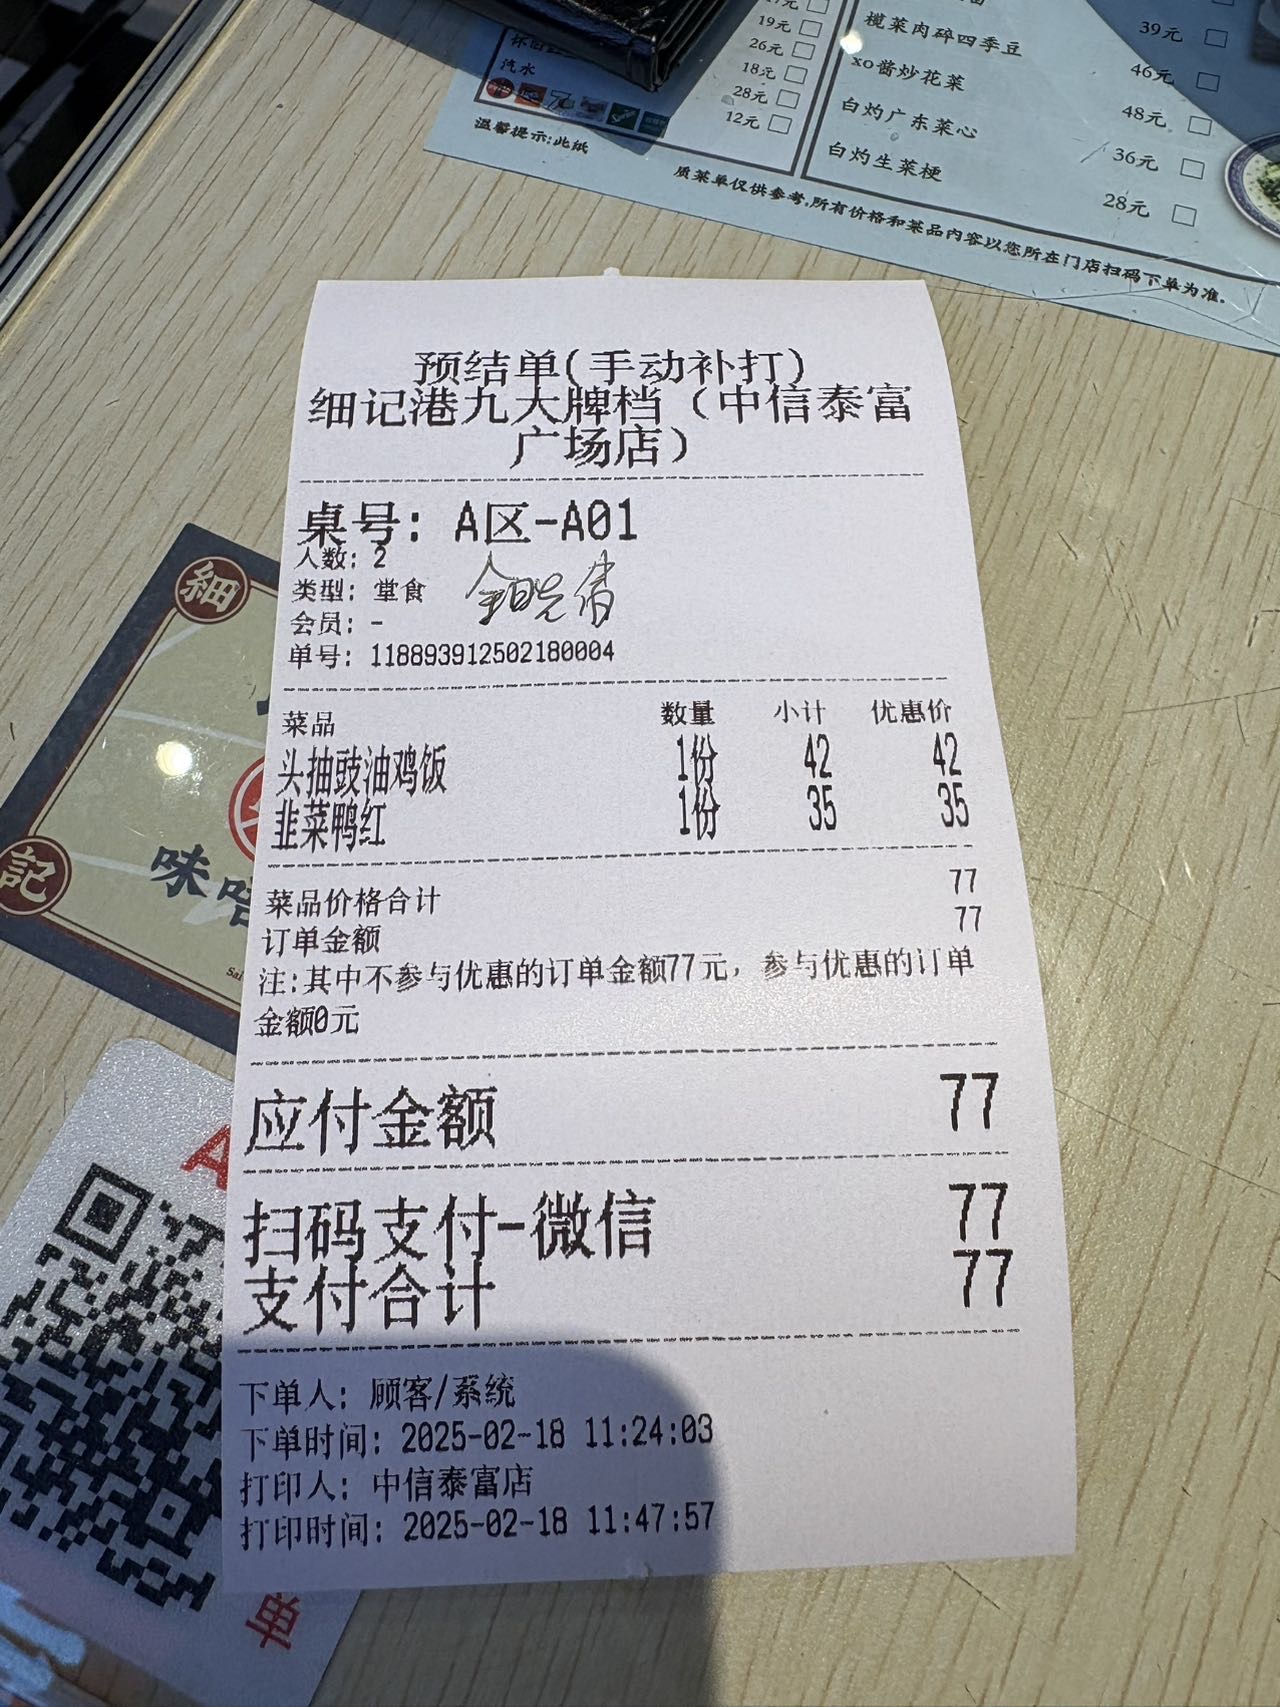 17元
19元
26元
汽水
18元
28元
12元
温馨提示:此纸
39元
榄菜肉碎四季豆
46元
xo酱炒花菜
48元
白灼广东菜心
36元
白灼生菜梗
28元
质菜单仅供参考,所有价格和菜品内容以您所在门店扫码下单为准.
预结单(手动补打)
细记港九大牌档（中信泰富
广场店）
桌号: A区-A01
人数: 2
类型: 堂食
会员: -
单号: 118893912502180004
菜品 数量 小计 优惠价
头抽豉油鸡饭 1份 42 42
韭菜鸭红 1份 35 35
菜品价格合计 77
订单金额 77
注:其中不参与优惠的订单金额77元，参与优惠的订单
金额0元
应付金额 77
扫码支付-微信 77
支付合计 77
下单人: 顾客/系统
下单时间: 2025-02-18 11:24:03
打印人: 中信泰富店
打印时间: 2025-02-18 11:47:57
細
記
味
Sai
A